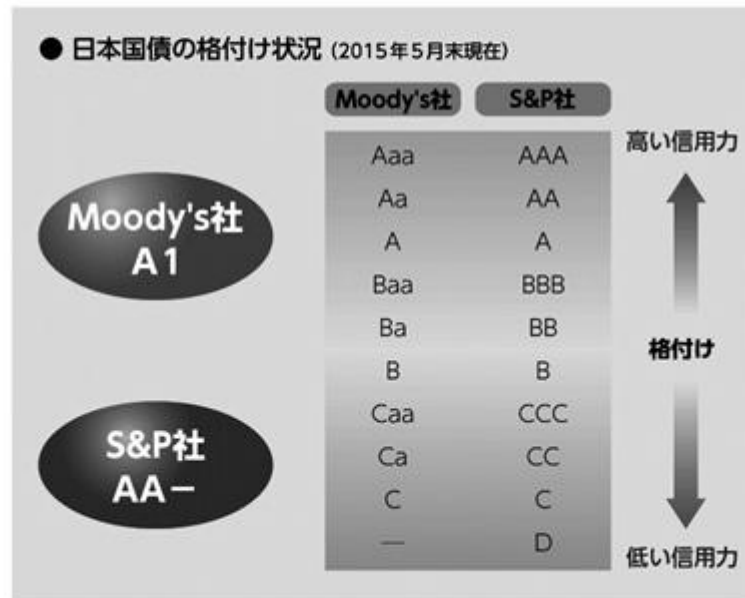 ● 日本国債の格付け状況 (2015年5月末現在)
Moody's社 S&P社
Aaa AAA
Aa AA
A A
Baa BBB
Ba BB
B B
Caa CCC
Ca CC
C C
— D
Moody's社
A1
S&P社
AA−
高い信用力
格付け
低い信用力